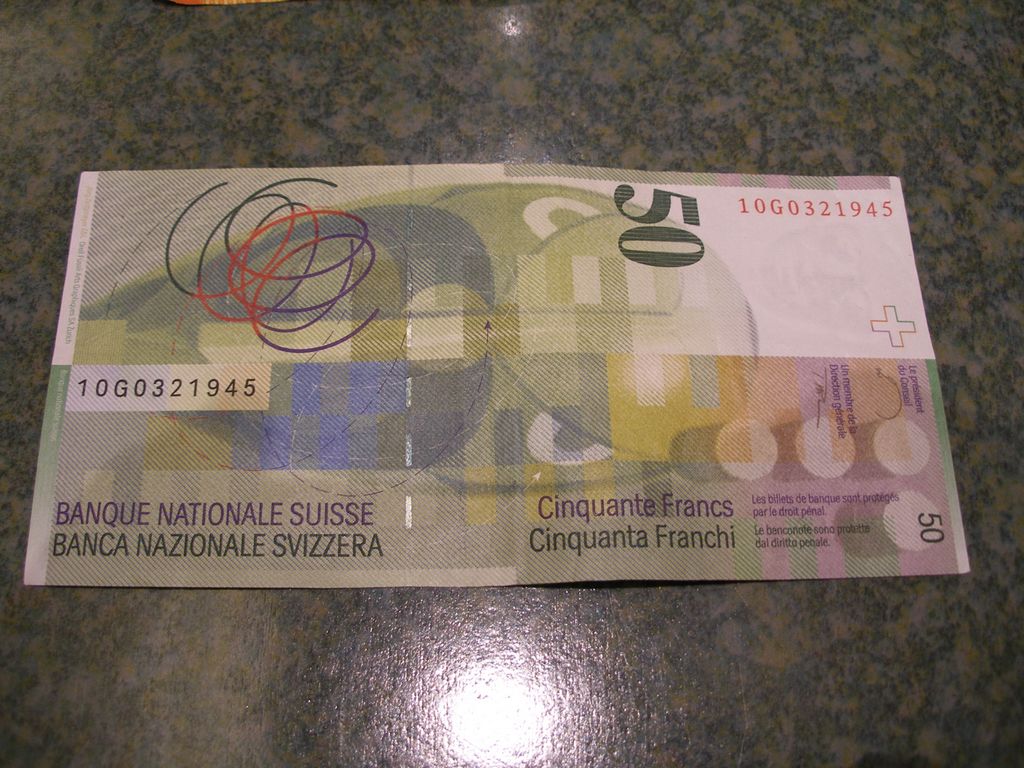 50
10G0321945
10G0321945
Le président
du Conseil
Un membre de la
Direction générale
BANQUE NATIONALE SUISSE
BANCA NAZIONALE SVIZZERA
Cinquante Francs
Cinquanta Franchi
Les billets de banque sont protégés
par le droit pénal.
Le banconote sono protette
dal diritto penale.
50